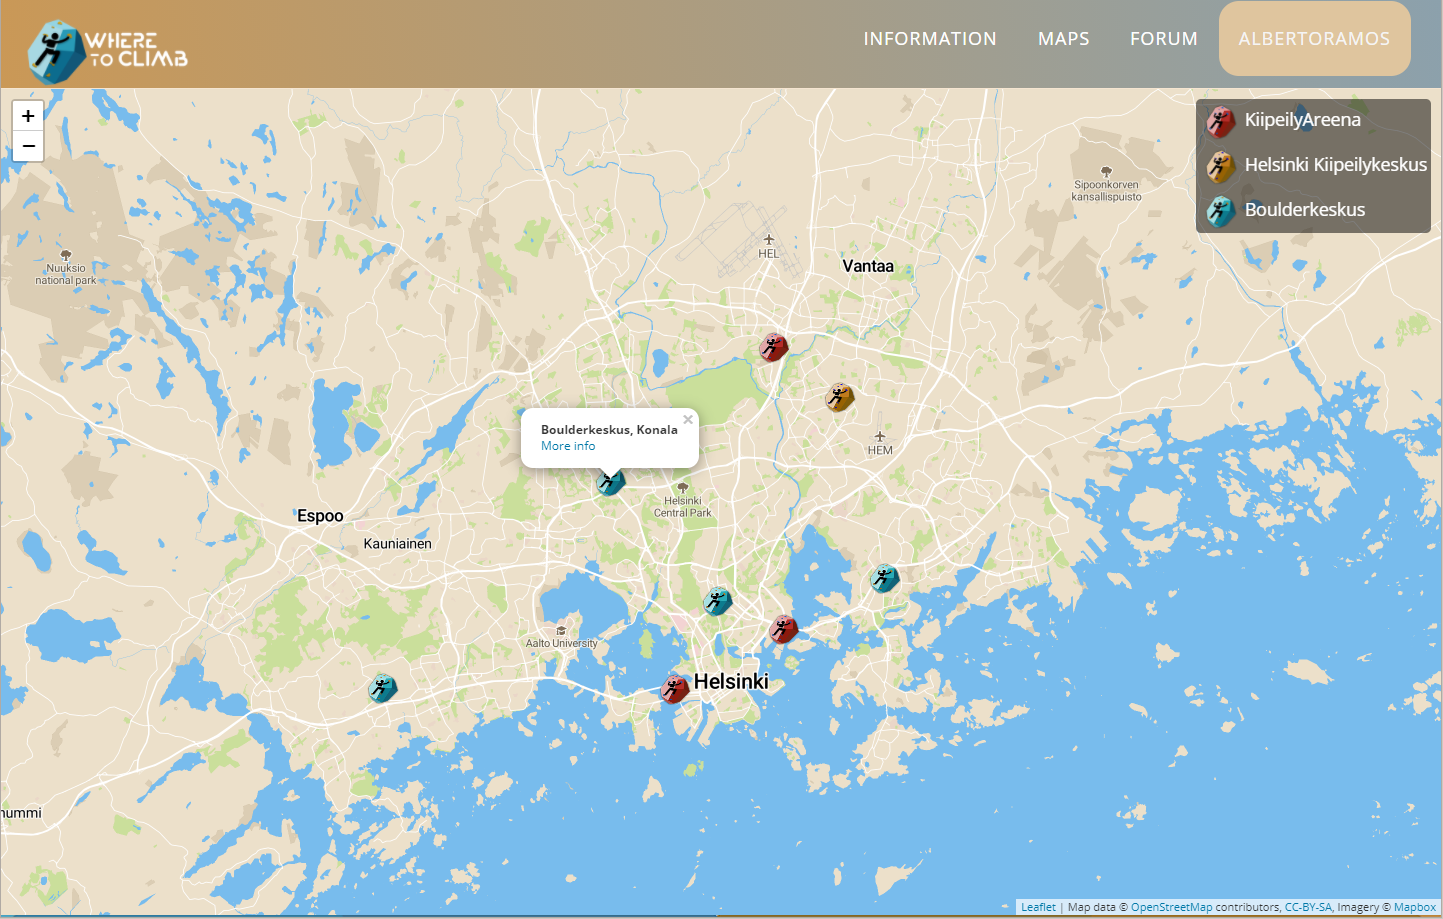 WHERE
TO CLIMB
INFORMATION
MAPS
FORUM
ALBERTORAMOS
+
−
KiipeilyAreena
Helsinki Kiipeilykeskus
Boulderkeskus
Sipoonkorven
kansallispuisto
HEL
Vantaa
Nuuksio
national park
×
Boulderkeskus, Konala
More info
HEM
Helsinki
Central Park
Espoo
Kauniainen
Aalto University
Helsinki
nummi
Leaflet | Map data © OpenStreetMap contributors, CC-BY-SA, Imagery © Mapbox